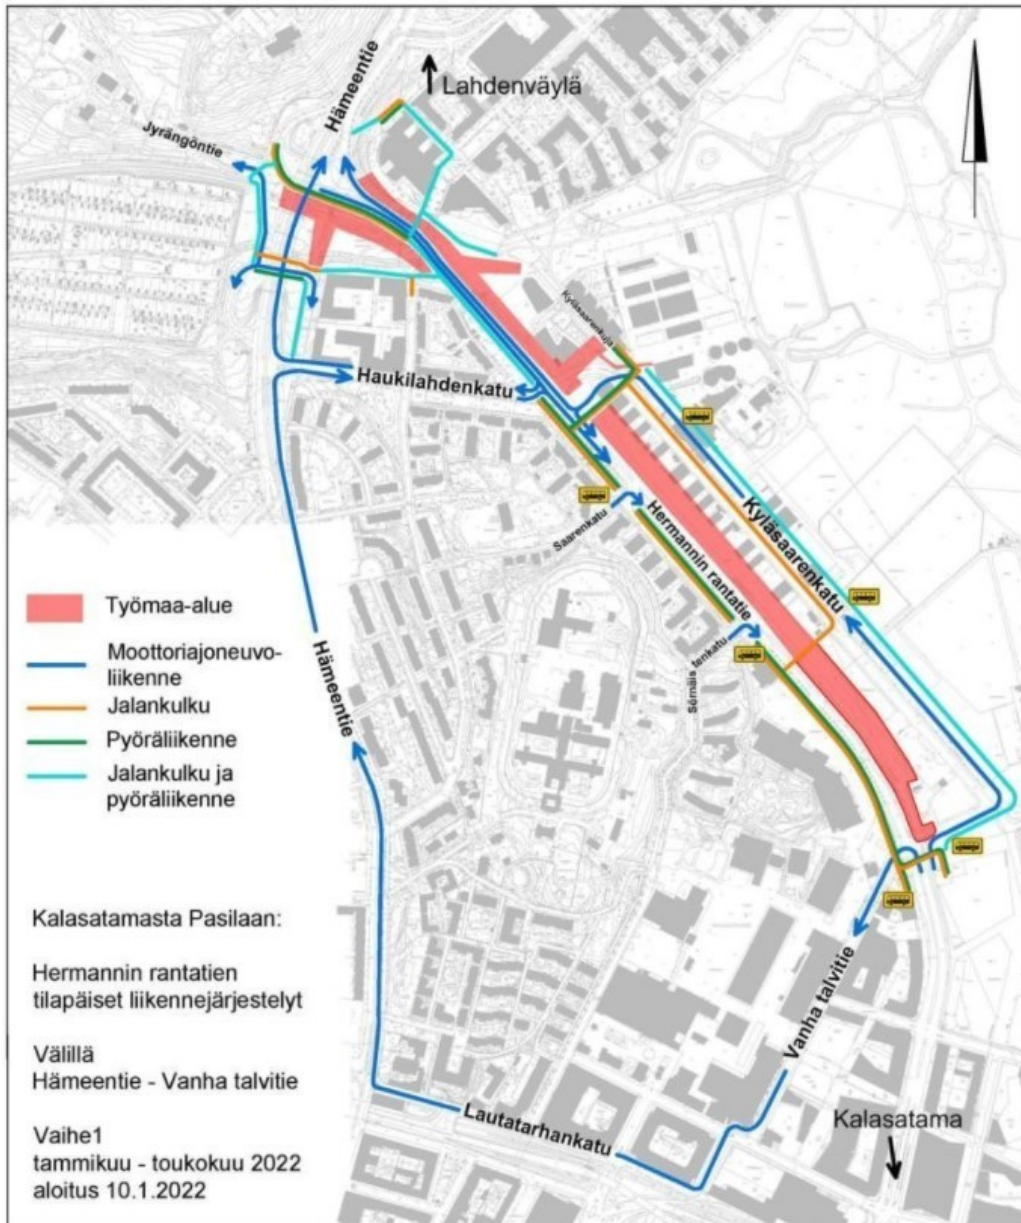 Hämeentie
Lahdenväylä
Jyrängöntie
Kyläsaarenkuja
Haukilahdenkatu
Kyläsaarenkatu
Saarenkatu
Hermannin rantatie
Sörnäistenkatu
Hämeentie
Työmaa-alue
Moottoriajoneuvo-
liikenne
Jalankulku
Pyöräliikenne
Jalankulku ja
pyöräliikenne
Kalasatamasta Pasilaan:
Hermannin rantatien
tilapäiset liikennejärjestelyt
Välillä
Hämeentie - Vanha talvitie
Vaihe1
tammikuu - toukokuu 2022
aloitus 10.1.2022
Vanha talvitie
Lautatarhankatu
Kalasatama